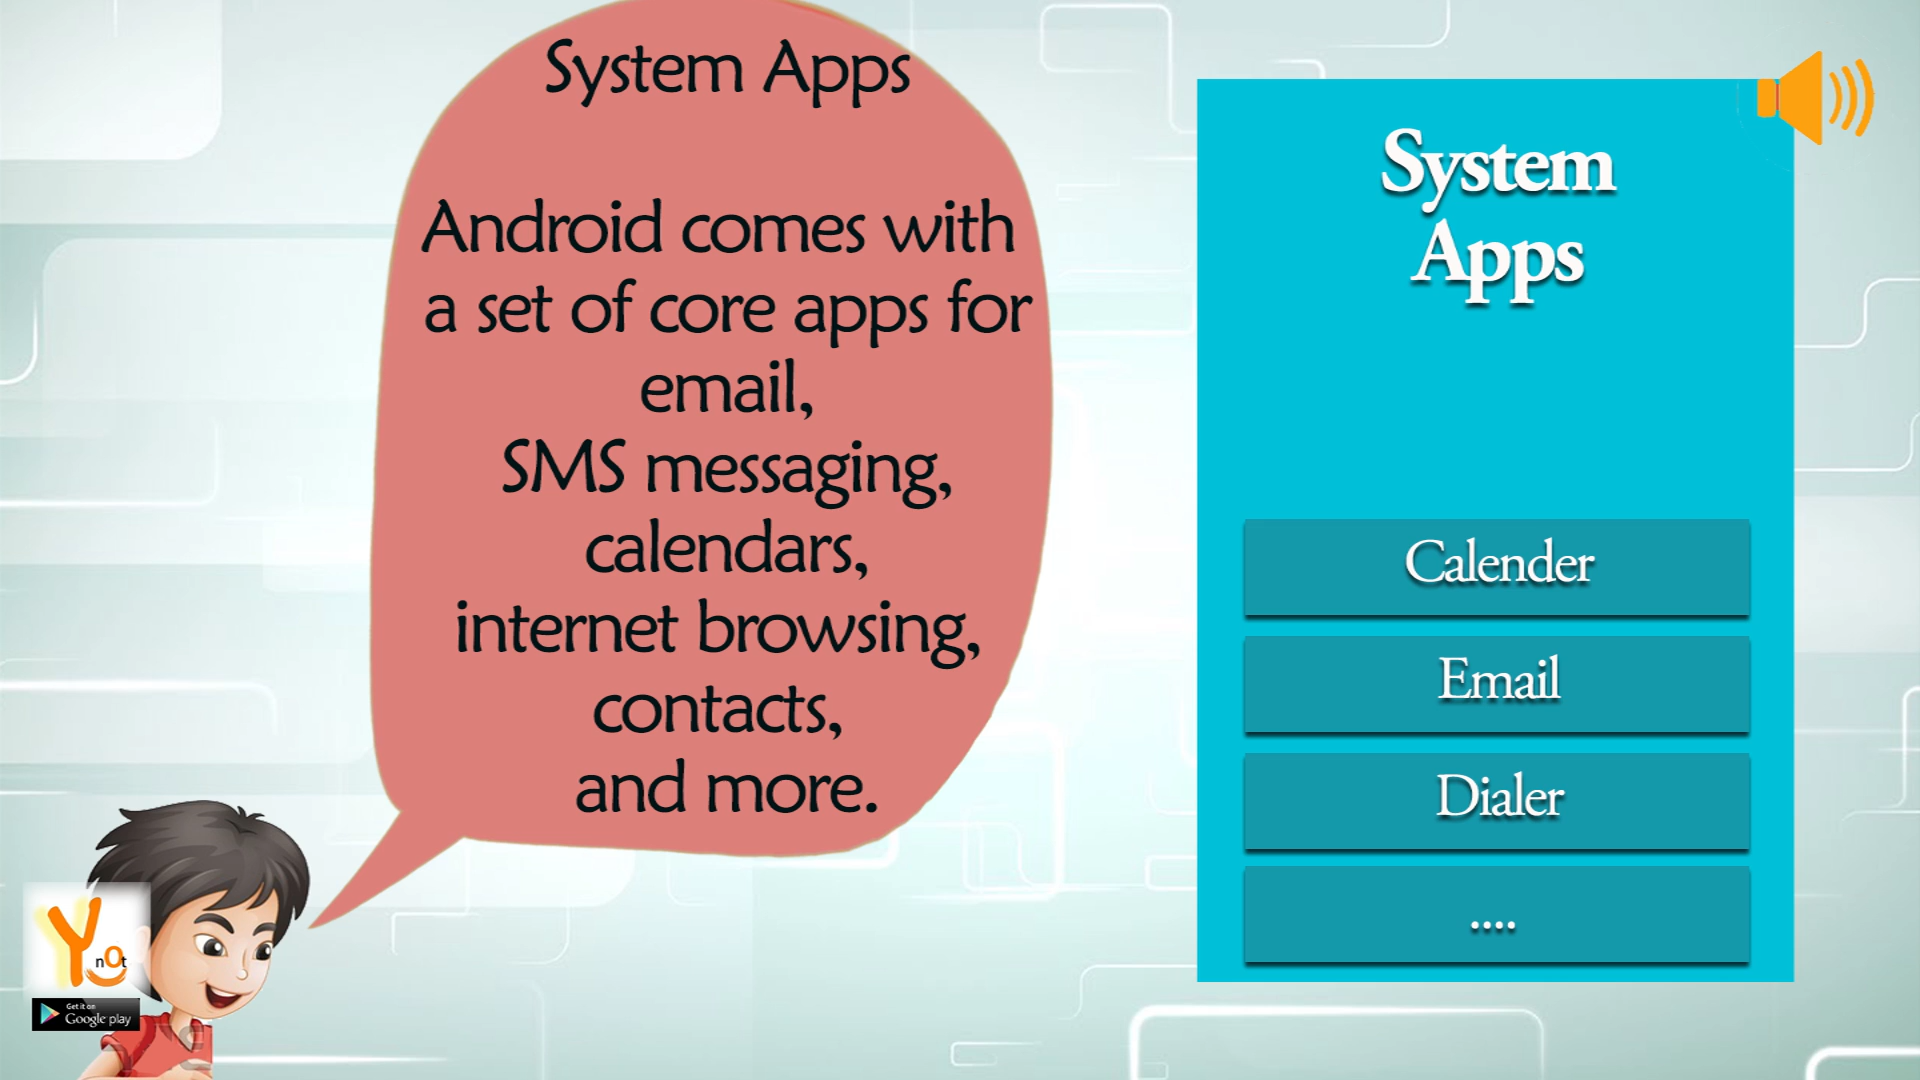 System Apps
Android comes with
a set of core apps for
email,
SMS messaging,
calendars,
internet browsing,
contacts,
and more.
System
Apps
Calender
Email
Dialer
....
Y
not
Get it on
Google play